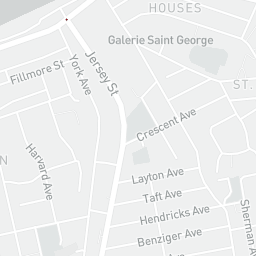 HOUSES
Galerie Saint George
Jersey St
Fillmore St
York Ave
ST.
Crescent Ave
Harvard Ave
N
Layton Ave
Taft Ave
Hendricks Ave
Sherman Ave
Benziger Ave